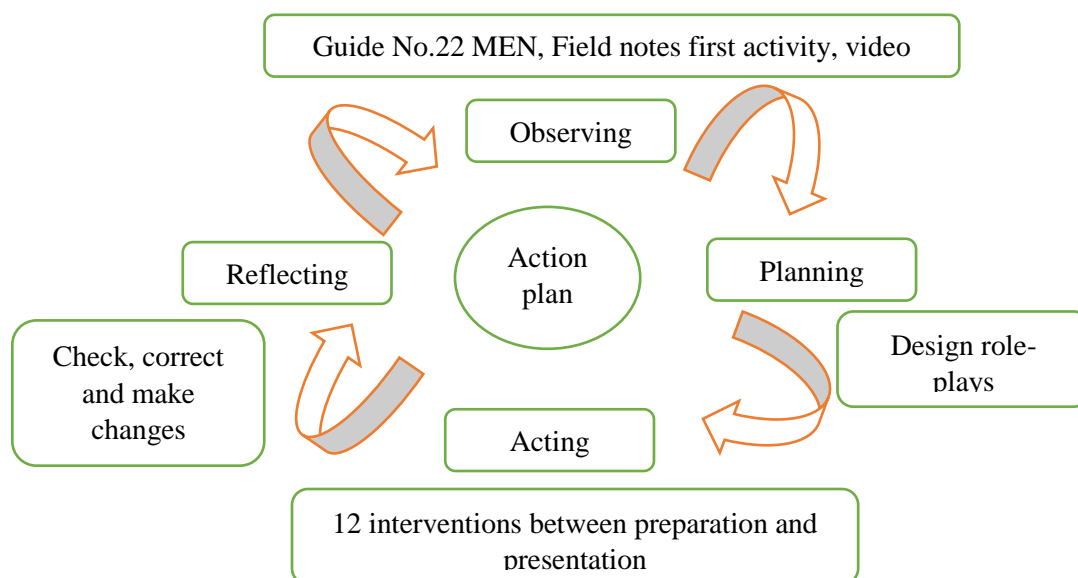 Guide No.22 MEN, Field notes first activity, video
Observing
Action
plan
Reflecting
Planning
Check, correct
and make
changes
Design role-
plays
Acting
12 interventions between preparation and
presentation